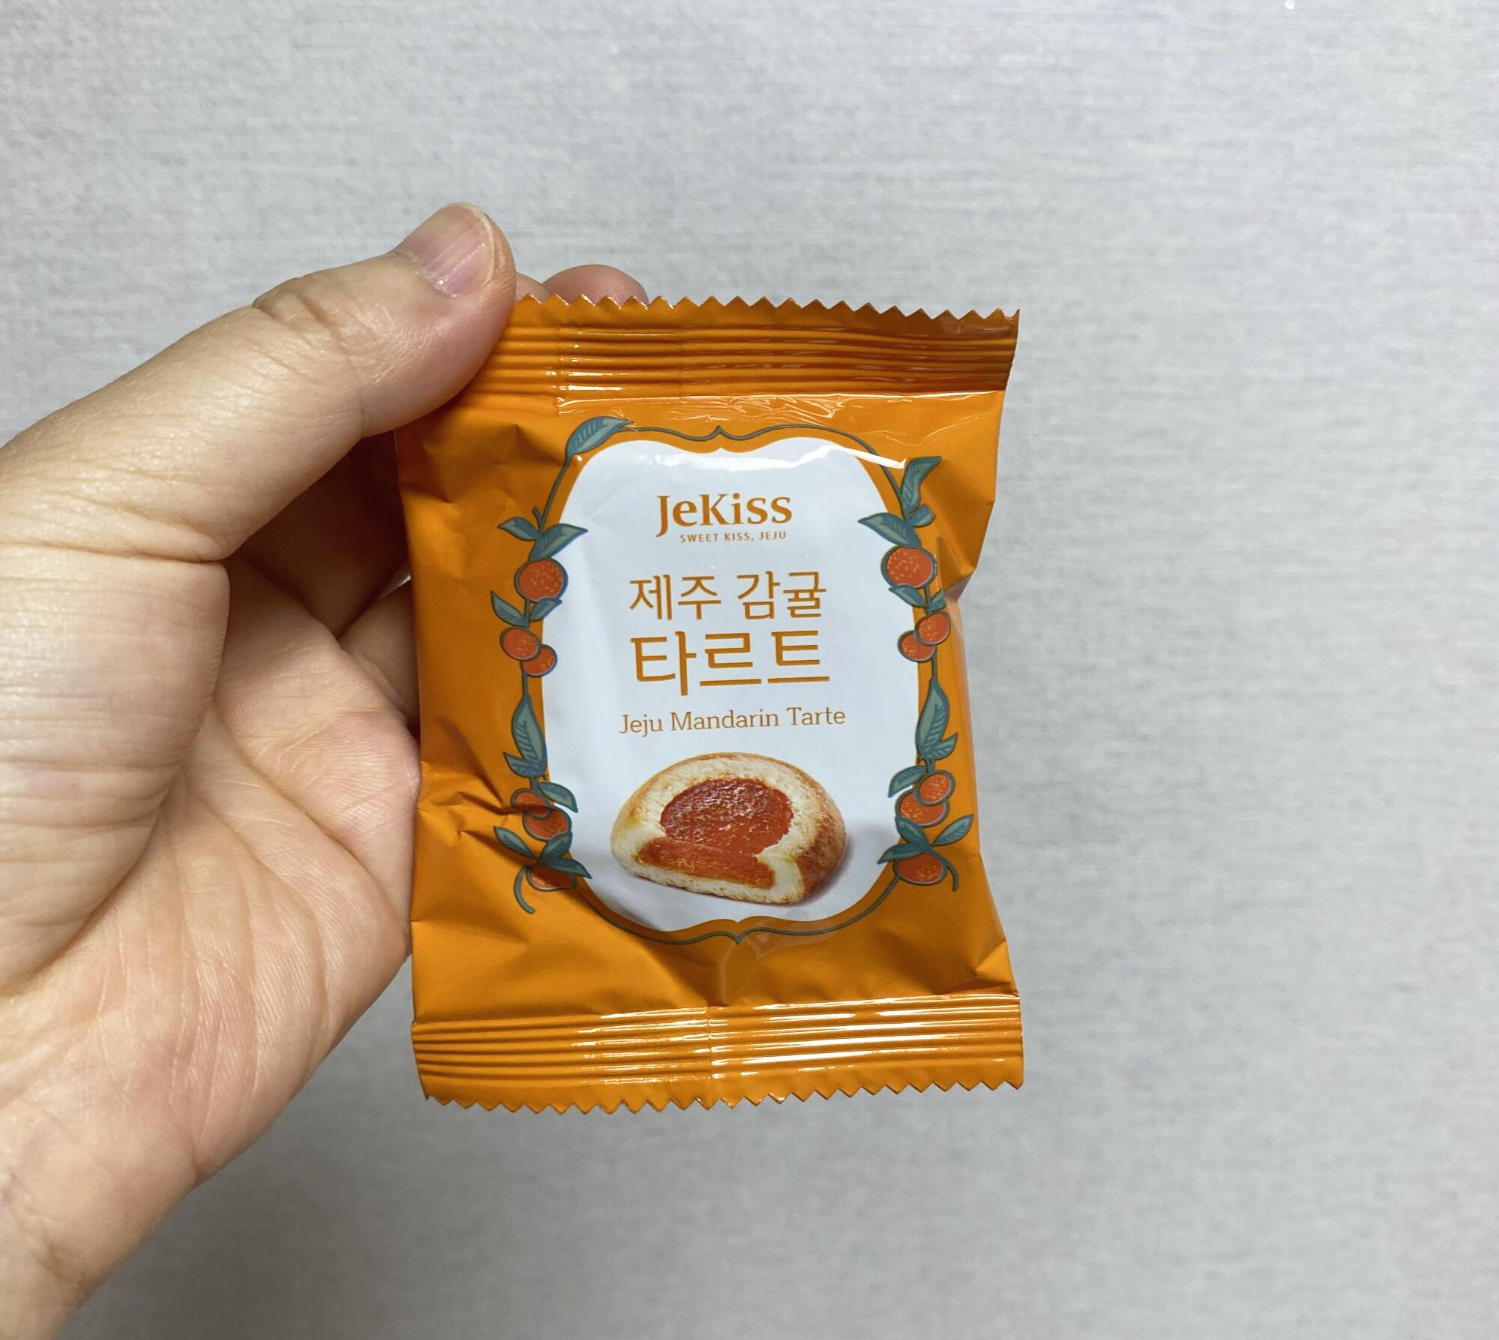 JeKiss
SWEET KISS, JEJU
제주 감귤
타르트
Jeju Mandarin Tarte